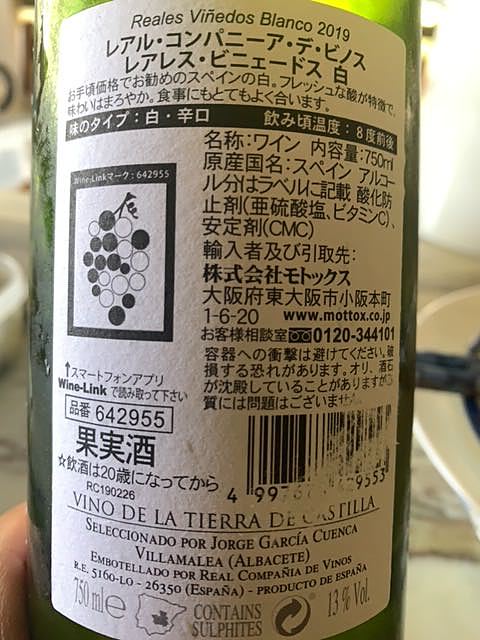 Reales Viñedos Blanco 2019
レアル・コンパニーア・デ・ビノス
レアレス・ビニェードス 白
お手頃価格でお勧めのスペインの白。フレッシュな酸が特徴で、
味わいはまろやか。食事にもとてもよく合います。
味のタイプ：白・辛口 飲み頃温度：8度前後
Wine-Linkマーク：642955
名称：ワイン 内容量：750ml
原産国名：スペイン アルコー
ル分はラベルに記載 酸化防
止剤（亜硫酸塩、ビタミンC）、
安定剤（CMC）
輸入者及び引取先：
株式会社モトックス
大阪府東大阪市小阪本町
1-6-20 www.mottox.co.jp
お客様相談室 0120-344101
容器への衝撃は避けてください。破
損する恐れがあります。オリ、酒石
が沈殿していることがありますが
質には問題はございませ
↑スマートフォンアプリ
Wine-Link で読み取って下さい
品番 642955
果実酒
☆飲酒は20歳になってから
RC190226
4 997 9553
VINO DE LA TIERRA DE CASTILLA
SELECCIONADO POR JORGE GARCÍA CUENCA
VILLAMALEA (ALBACETE)
EMBOTELLADO POR REAL COMPAÑIA DE VINOS
R.E. 5160-LO - 26350 (ESPAÑA) - PRODUCTO DE ESPAÑA
750 ml e CONTAINS SULPHITES 13 % Vol.